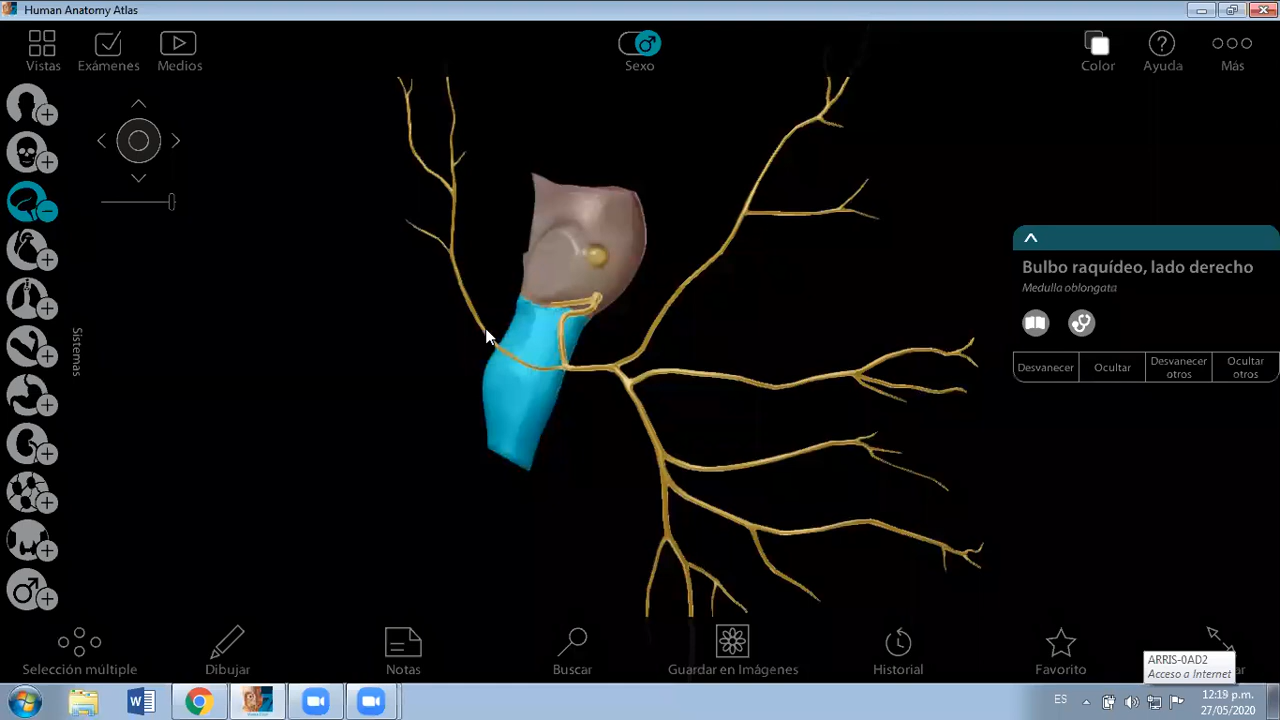 Human Anatomy Atlas
Vistas
Exámenes
Medios
Sexo
Color
Ayuda
Más
Sistemas
Bulbo raquídeo, lado derecho
Medulla oblongata
Desvanecer
Ocultar
Desvanecer
otros
Ocultar
otros
Selección múltiple
Dibujar
Notas
Buscar
Guardar en Imágenes
Historial
Favorito
ARRIS-0AD2
Acceso a Internet
ES
12:19 p.m.
27/05/2020